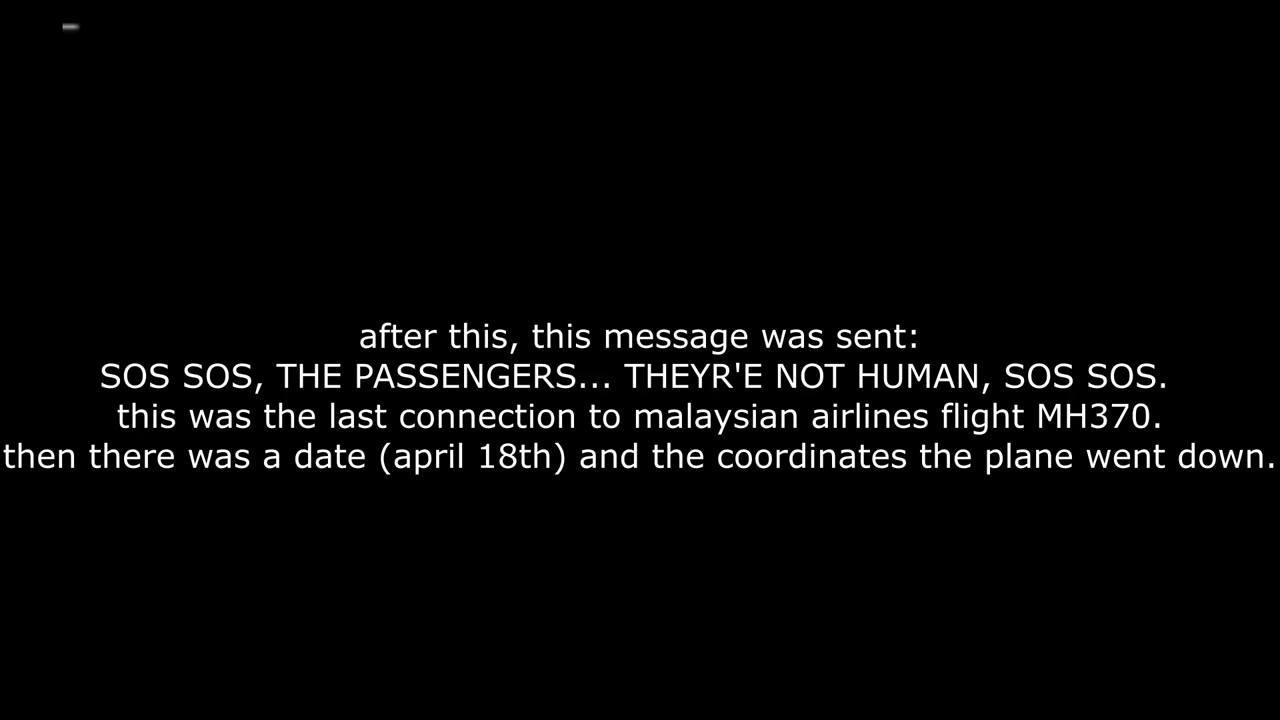 after this, this message was sent:
SOS SOS, THE PASSENGERS... THEYR'E NOT HUMAN, SOS SOS.
this was the last connection to malaysian airlines flight MH370.
then there was a date (april 18th) and the coordinates the plane went down.